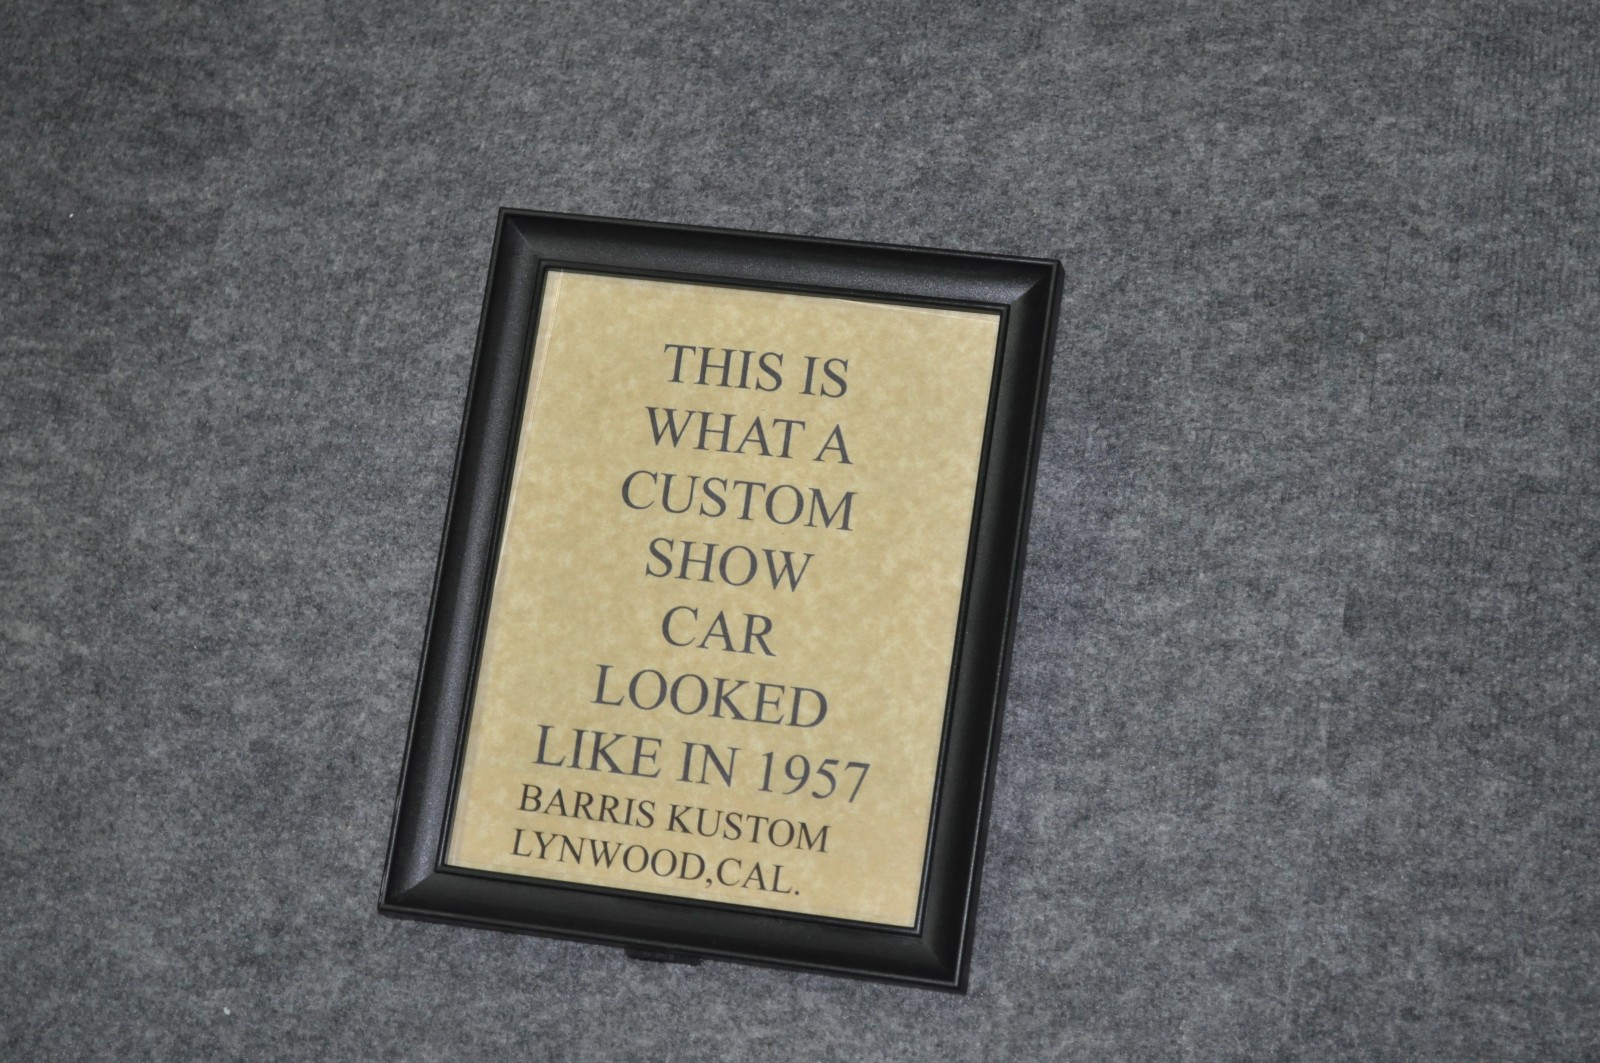 THIS IS
WHAT A
CUSTOM
SHOW
CAR
LOOKED
LIKE IN 1957
BARRIS KUSTOM
LYNWOOD,CAL.